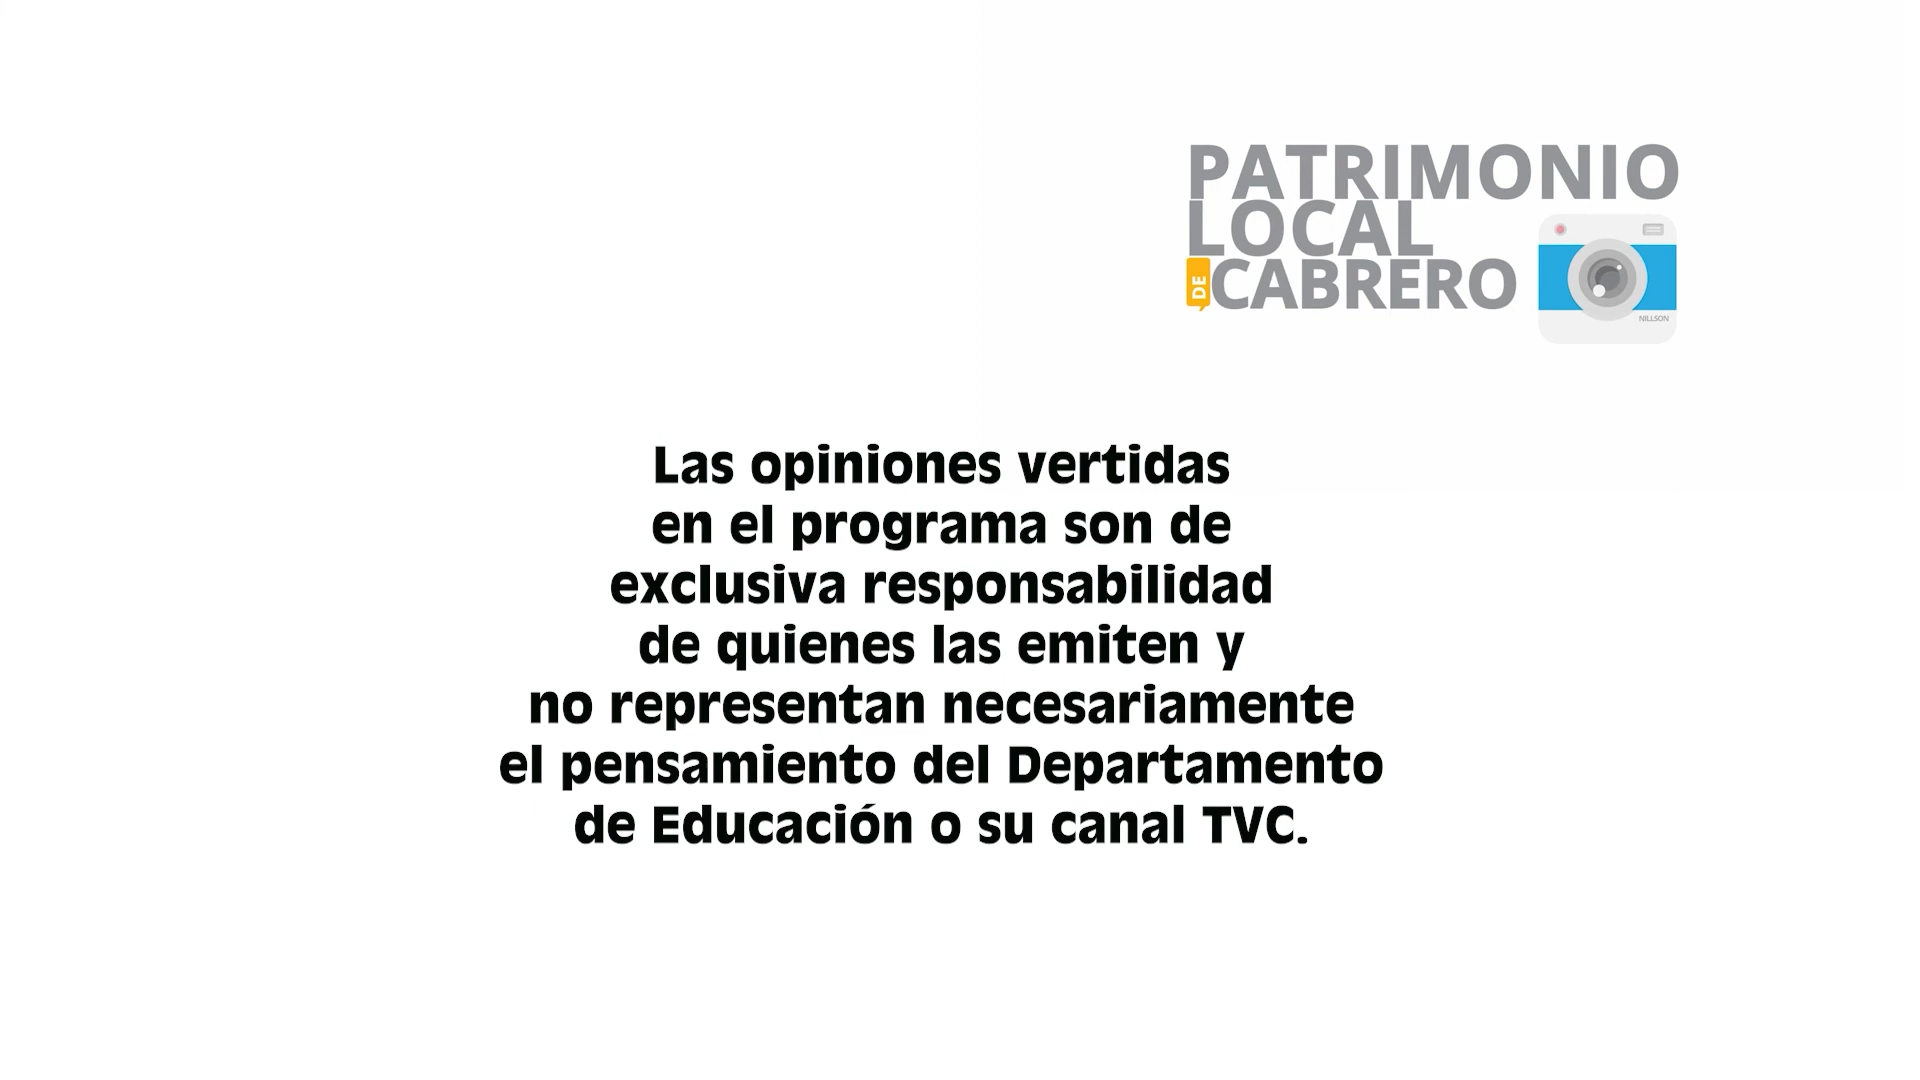 PATRIMONIO
LOCAL
DE CABRERO
NILLSON
Las opiniones vertidas
en el programa son de
exclusiva responsabilidad
de quienes las emiten y
no representan necesariamente
el pensamiento del Departamento
de Educación o su canal TVC.